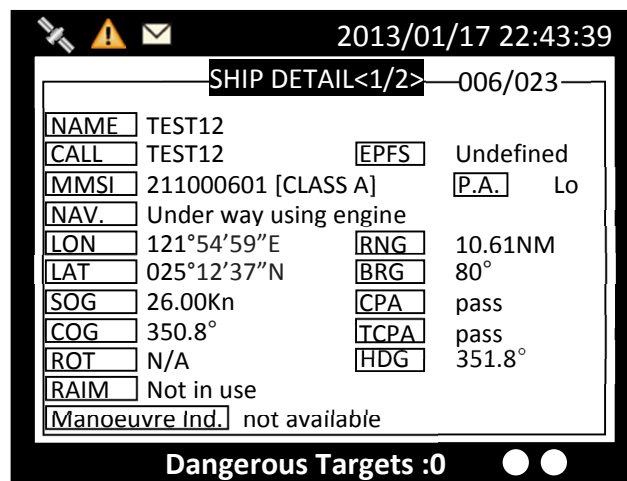 2013/01/17 22:43:39
SHIP DETAIL<1/2> 006/023
NAME TEST12
CALL TEST12 EPFS Undefined
MMSI 211000601 [CLASS A] P.A. Lo
NAV. Under way using engine
LON 121°54’59”E RNG 10.61NM
LAT 025°12’37”N BRG 80°
SOG 26.00Kn CPA pass
COG 350.8° TCPA pass
ROT N/A HDG 351.8°
RAIM Not in use
Manoeuvre Ind. not available
Dangerous Targets :0